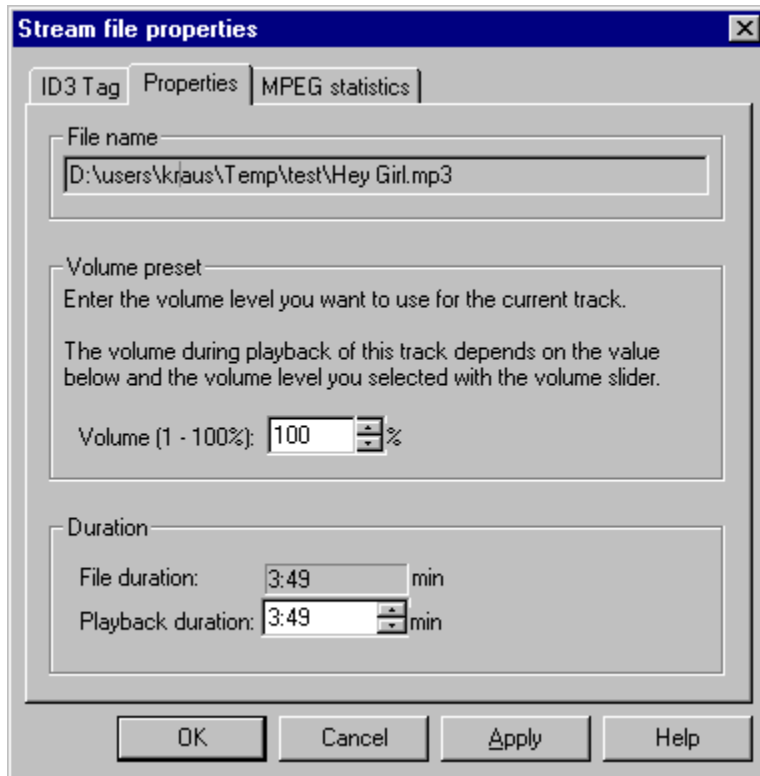 Stream file properties
ID3 Tag Properties MPEG statistics
File name
D:\users\kraus\Temp\test\Hey Girl.mp3
Volume preset
Enter the volume level you want to use for the current track.
The volume during playback of this track depends on the value
below and the volume level you selected with the volume slider.
Volume (1 - 100%): 100 %
Duration
File duration: 3:49 min
Playback duration: 3:49 min
OK Cancel Apply Help